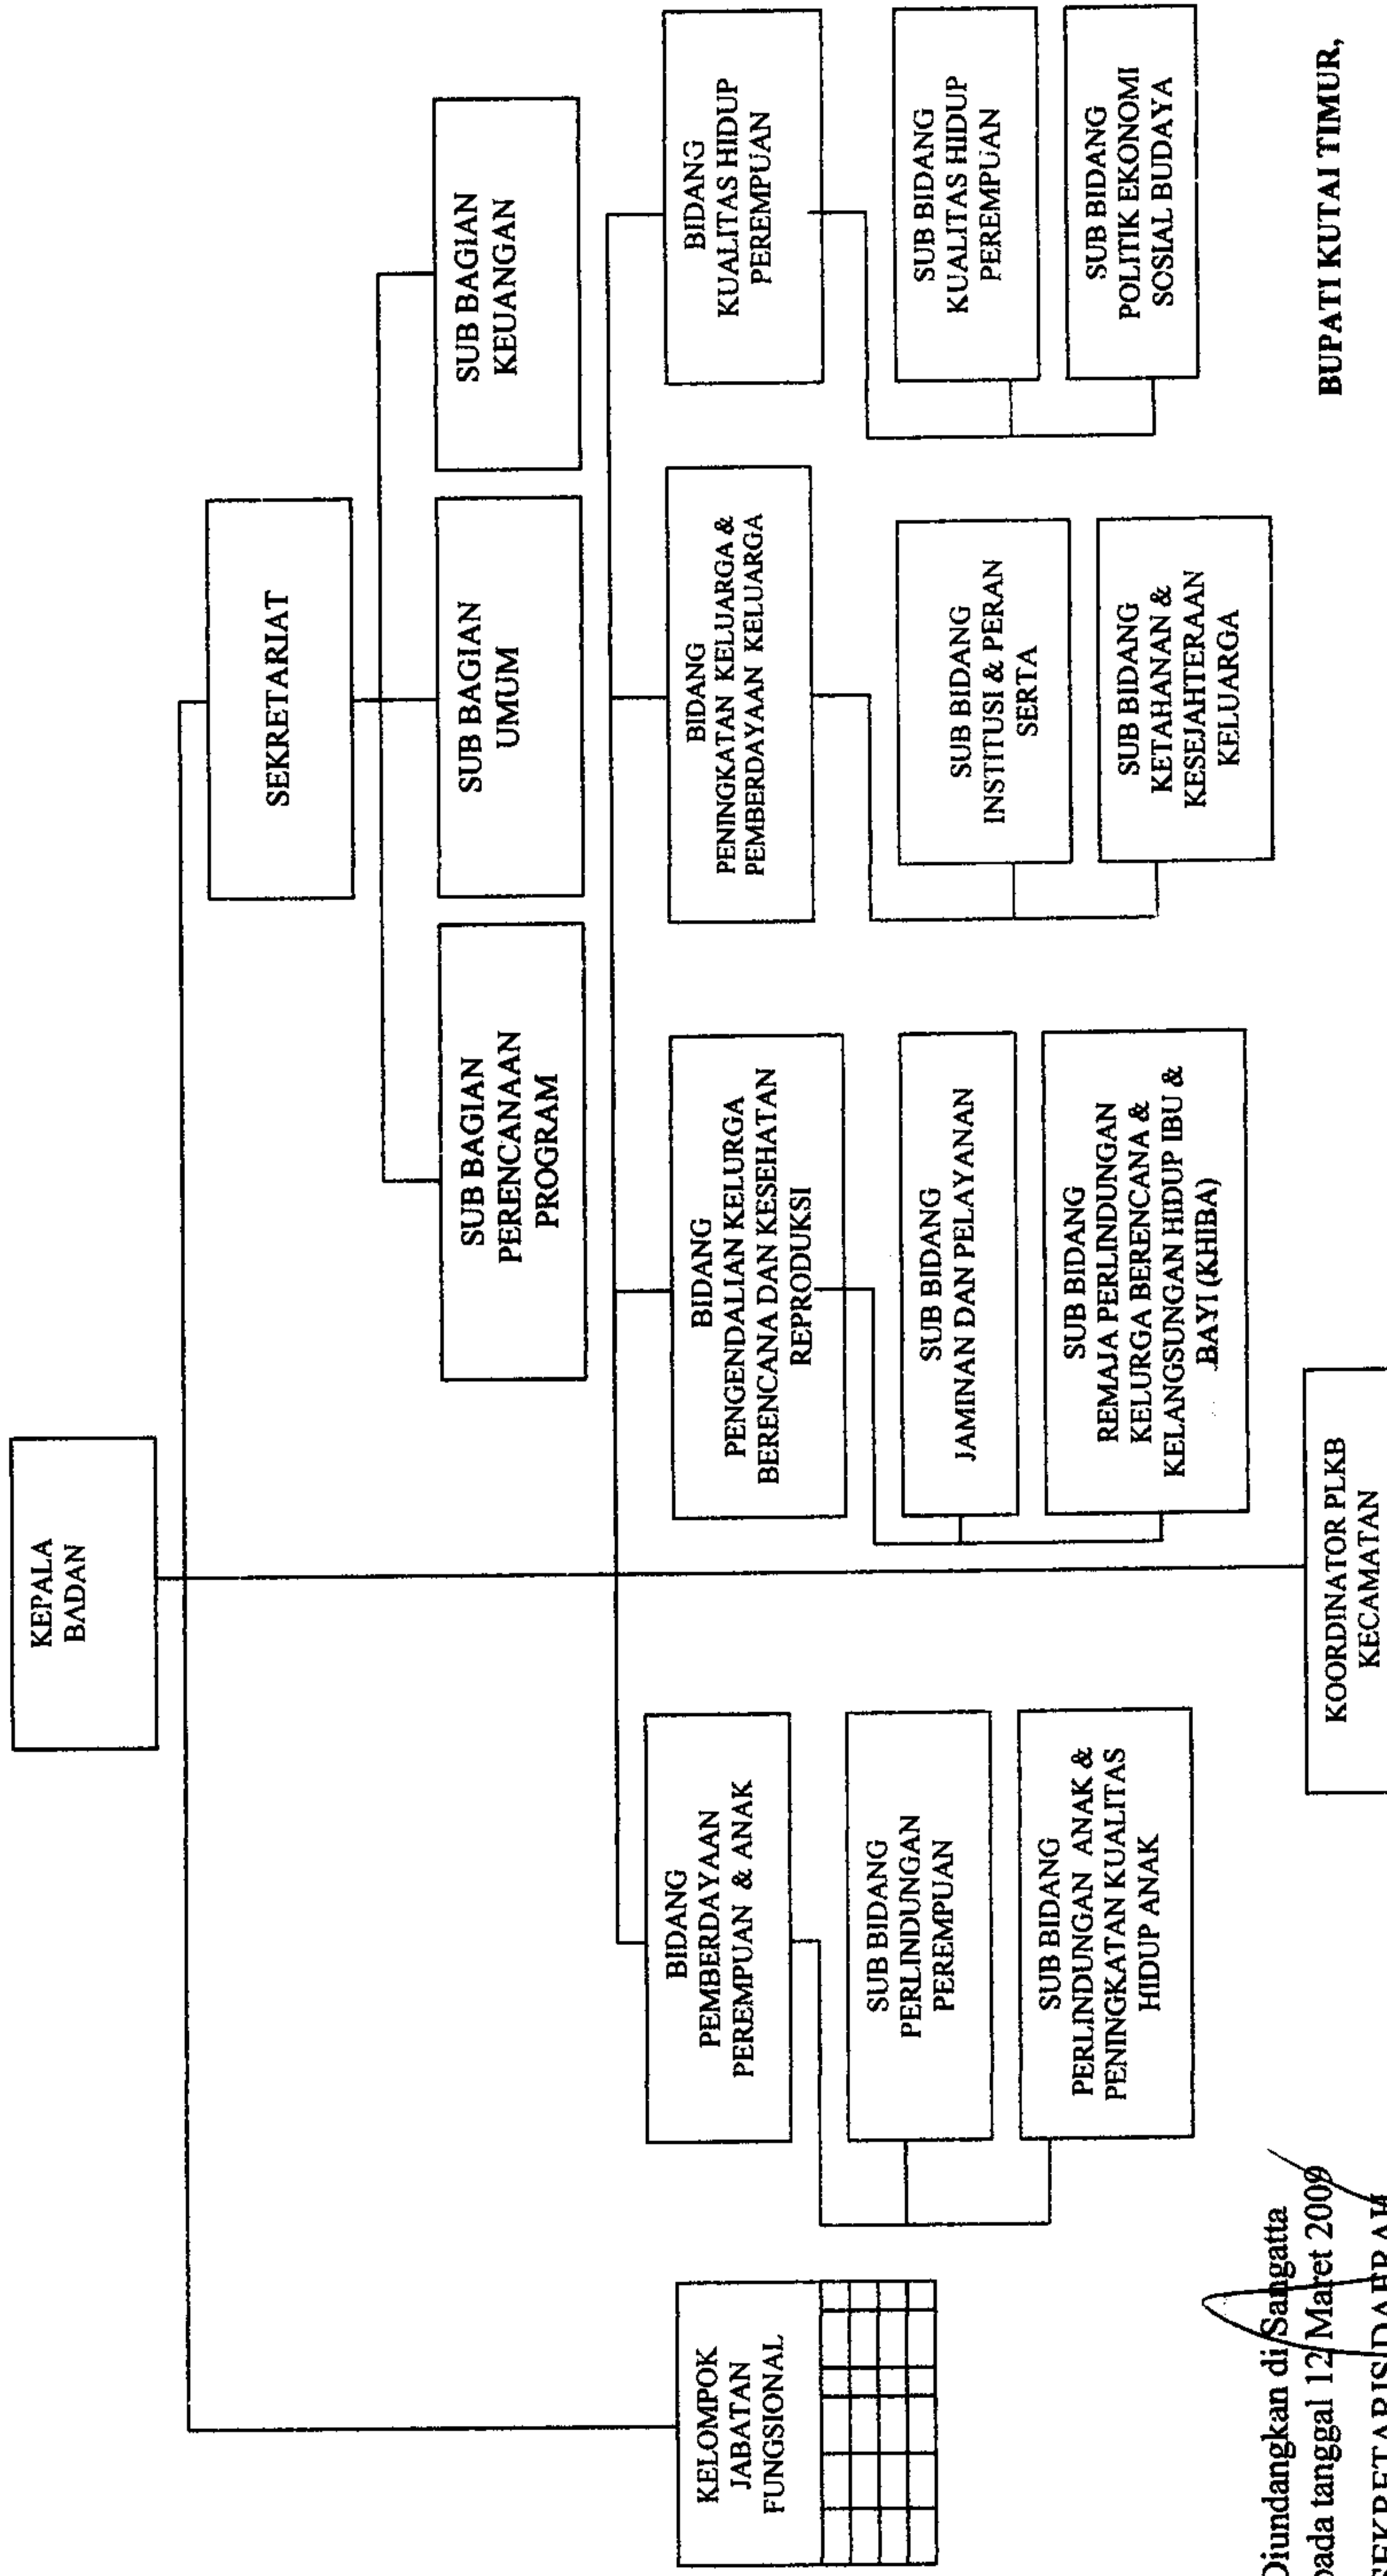 KEPALA
BADAN
SEKRETARIAT
SUB BAGIAN
PERENCANAAN
PROGRAM
SUB BAGIAN
UMUM
SUB BAGIAN
KEUANGAN
KELOMPOK
JABATAN
FUNGSIONAL
BIDANG
PEMBERDAYAAN
PEREMPUAN & ANAK
SUB BIDANG
PERLINDUNGAN
PEREMPUAN
SUB BIDANG
PERLINDUNGAN ANAK &
PENINGKATAN KUALITAS
HIDUP ANAK
BIDANG
PENGENDALIAN KELURGA
BERENCANA DAN KESEHATAN
REPRODUKSI
SUB BIDANG
JAMINAN DAN PELAYANAN
SUB BIDANG
REMAJA PERLINDUNGAN
KELURGA BERENCANA &
KELANGSUNGAN HIDUP IBU &
BAYI (KHIBA)
BIDANG
PENINGKATAN KELUARGA &
PEMBERDAYAAN KELUARGA
SUB BIDANG
INSTITUSI & PERAN
SERTA
SUB BIDANG
KETAHANAN &
KESEJAHTERAAN
KELUARGA
BIDANG
KUALITAS HIDUP
PEREMPUAN
SUB BIDANG
KUALITAS HIDUP
PEREMPUAN
SUB BIDANG
POLITIK EKONOMI
SOSIAL BUDAYA
KOORDINATOR PLKB
KECAMATAN
Diundangkan di Sangatta
pada tanggal 12 Maret 2009
SEKRETARIS DAERAH
BUPATI KUTAI TIMUR,